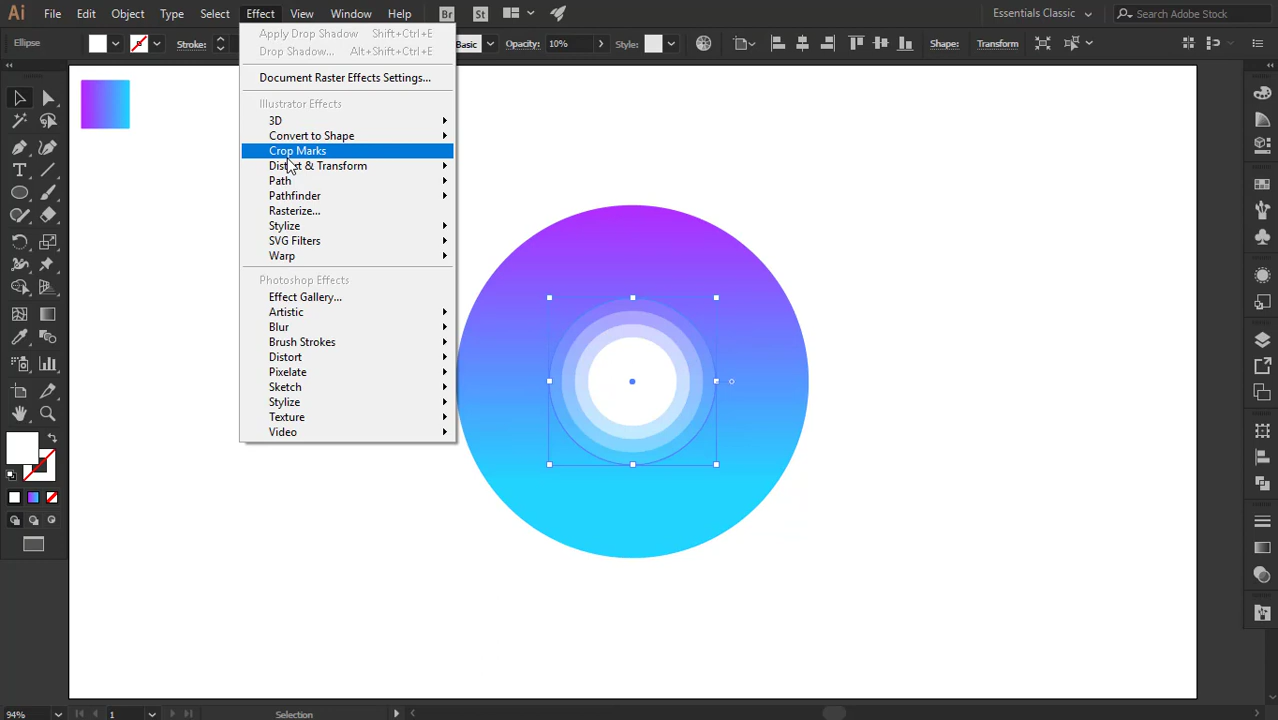 Ai File Edit Object Type Select Effect View Window Help Br St Essentials Classic Search Adobe Stock
Ellipse Stroke: Basic Opacity: 10% Style: Shape: Transform
Apply Drop Shadow Shift+Ctrl+E
Drop Shadow... Alt+Shift+Ctrl+E
Document Raster Effects Settings...
Illustrator Effects
3D
Convert to Shape
Crop Marks
Distort & Transform
Path
Pathfinder
Rasterize...
Stylize
SVG Filters
Warp
Photoshop Effects
Effect Gallery...
Artistic
Blur
Brush Strokes
Distort
Pixelate
Sketch
Stylize
Texture
Video
94% 1 Selection